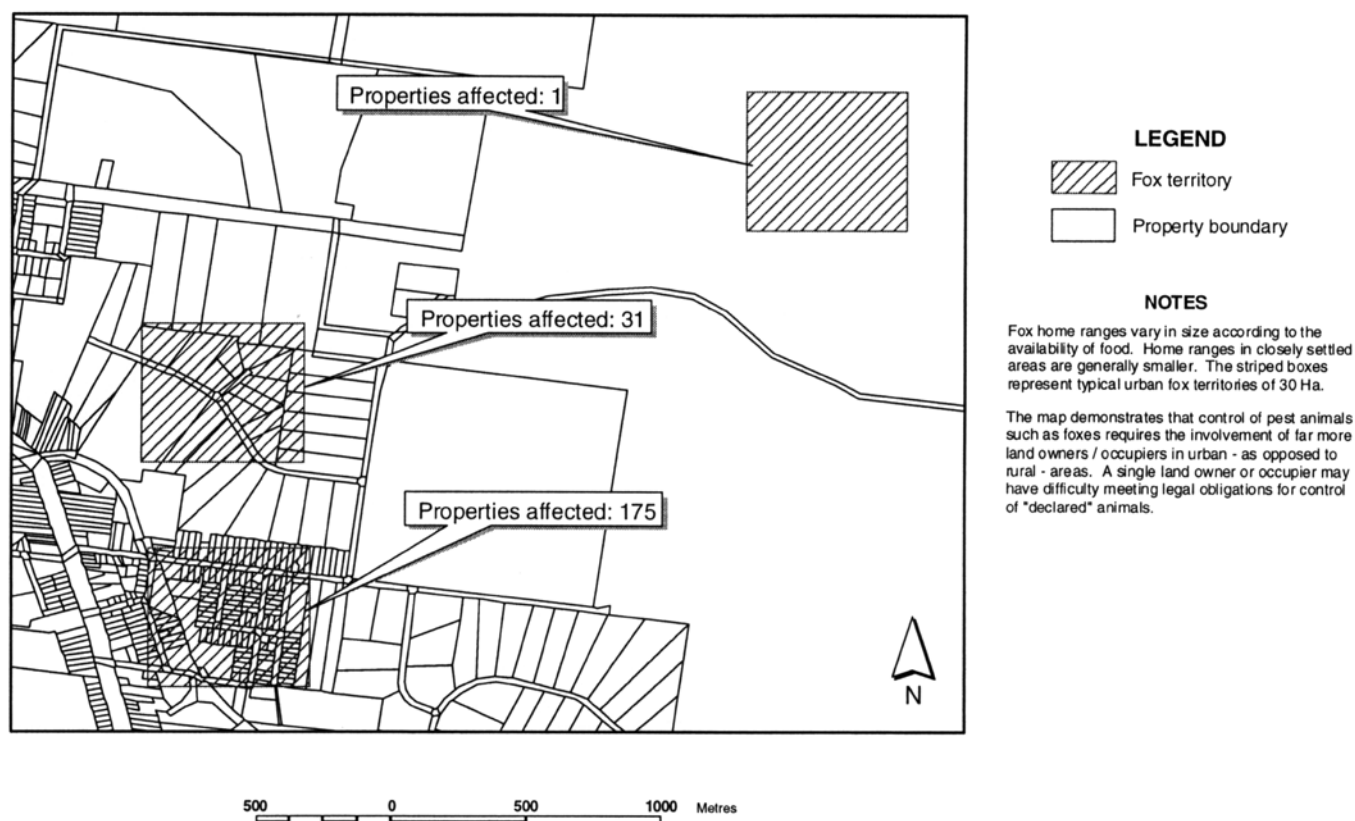 Properties affected: 1
Properties affected: 31
Properties affected: 175
N
LEGEND
Fox territory
Property boundary
NOTES
Fox home ranges vary in size according to the
availability of food. Home ranges in closely settled
areas are generally smaller. The striped boxes
represent typical urban fox territories of 30 Ha.
The map demonstrates that control of pest animals
such as foxes requires the involvement of far more
land owners / occupiers in urban - as opposed to
rural - areas. A single land owner or occupier may
have difficulty meeting legal obligations for control
of "declared" animals.
500 0 500 1000 Metres